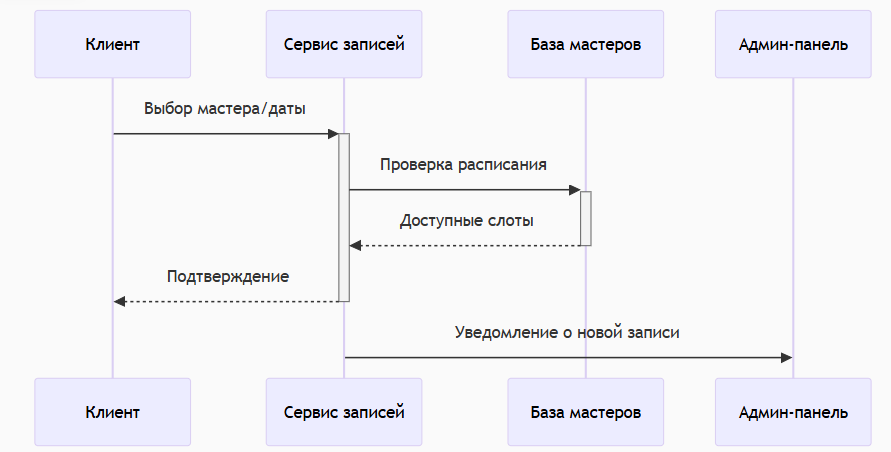 Клиент
Сервис записей
База мастеров
Админ-панель
Выбор мастера/даты
Проверка расписания
Доступные слоты
Подтверждение
Уведомление о новой записи
Клиент
Сервис записей
База мастеров
Админ-панель